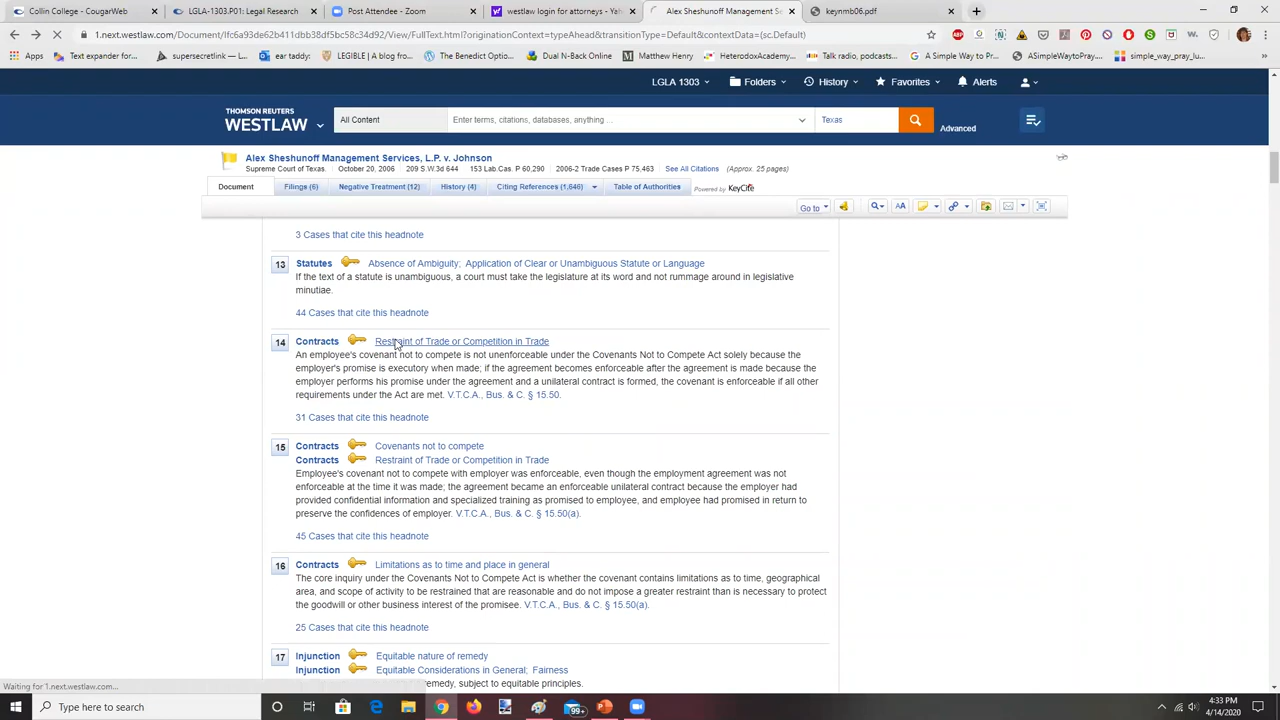 Calendar
LGLA-1303.P01 Course Co
Yahoo - login
attorney specialties - Yah
Alex Sheshunoff Manage
keynymb06.pdf
1.next.westlaw.com/Document/Ifc6a93de62b411dbb38df5bc58c34d92/View/FullText.html?originationContext=typeAhead&transitionType=Default&contextData=(sc.Default)
Apps
Text expander for...
speculating acadami...
ear taddy:
LEGIBLE | A blog fro...
The Benedict Optio...
Dual N-Back Online
Matthew Henry
HeterodoxAcademy...
Talk radio, podcasts...
A Simple Way to Pr...
ASimpleWayToPray...
simple_way_pray_lu...
LGLA 1303
Folders
History
Favorites
Alerts
THOMSON REUTERS
WESTLAW
All Content
Enter terms, citations, databases, anything ...
Texas
Advanced
Alex Sheshunoff Management Services, L.P. v. Johnson
Supreme Court of Texas. October 20, 2006 209 S.W.3d 644 153 Lab.Cas. P 60,290 2006-2 Trade Cases P 75,463 See All Citations (Approx. 25 pages)
Document Filings (6) Negative Treatment (12) History (4) Citing References (1,646) Table of Authorities Powered by KeyCite
Go to
AA
3 Cases that cite this headnote
13 Statutes Absence of Ambiguity; Application of Clear or Unambiguous Statute or Language
If the text of a statute is unambiguous, a court must take the legislature at its word and not rummage around in legislative
minutiae.
44 Cases that cite this headnote
14 Contracts Restraint of Trade or Competition in Trade
An employee's covenant not to compete is not unenforceable under the Covenants Not to Compete Act solely because the
employer's promise is executory when made; if the agreement becomes enforceable after the agreement is made because the
employer performs his promise under the agreement and a unilateral contract is formed, the covenant is enforceable if all other
requirements under the Act are met. V.T.C.A., Bus. & C. § 15.50.
31 Cases that cite this headnote
15 Contracts Covenants not to compete
Contracts Restraint of Trade or Competition in Trade
Employee's covenant not to compete with employer was enforceable, even though the employment agreement was not
enforceable at the time it was made; the agreement became an enforceable unilateral contract because the employer had
provided confidential information and specialized training as promised to employee, and employee had promised in return to
preserve the confidences of employer. V.T.C.A., Bus. & C. § 15.50(a).
45 Cases that cite this headnote
16 Contracts Limitations as to time and place in general
The core inquiry under the Covenants Not to Compete Act is whether the covenant contains limitations as to time, geographical
area, and scope of activity to be restrained that are reasonable and do not impose a greater restraint than is necessary to protect
the goodwill or other business interest of the promisee. V.T.C.A., Bus. & C. § 15.50(a).
25 Cases that cite this headnote
17 Injunction Equitable nature of remedy
Injunction Equitable Considerations in General; Fairness
remedy, subject to equitable principles.
Waiting for 1.next.westlaw.com...
Type here to search
99+
4:33 PM
4/14/2020